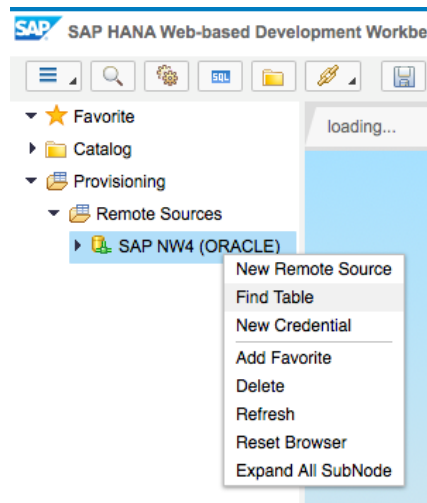 SAP SAP HANA Web-based Development Workbe
SQL
Favorite
loading...
Catalog
Provisioning
Remote Sources
SAP NW4 (ORACLE)
New Remote Source
Find Table
New Credential
Add Favorite
Delete
Refresh
Reset Browser
Expand All SubNode